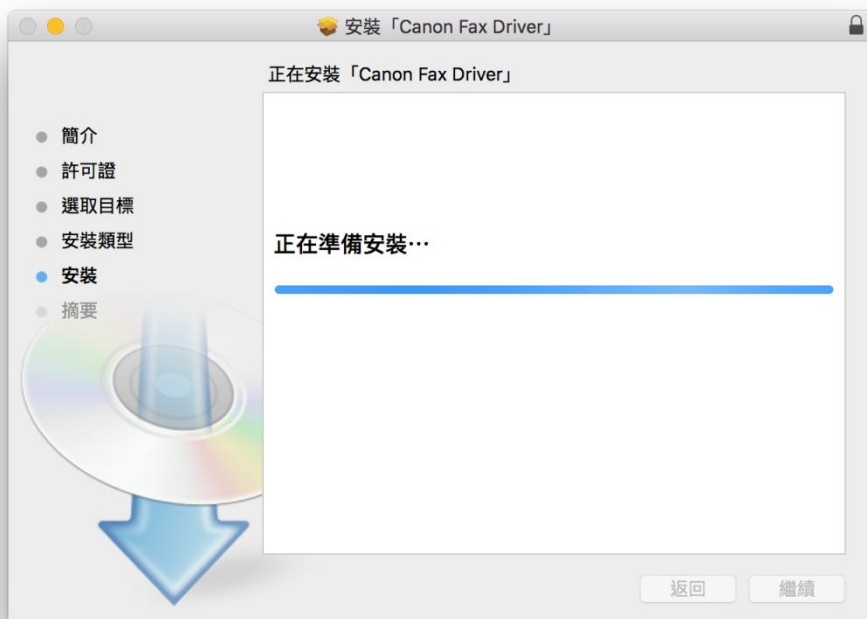 安裝「Canon Fax Driver」
正在安裝「Canon Fax Driver」
簡介
許可證
選取目標
安裝類型
安裝
摘要
正在準備安裝⋯
返回
繼續